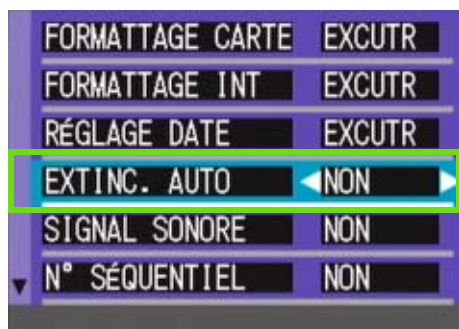 FORMATTAGE CARTE EXCUTR
FORMATTAGE INT EXCUTR
RÉGLAGE DATE EXCUTR
EXTINC. AUTO NON
SIGNAL SONORE NON
N° SÉQUENTIEL NON